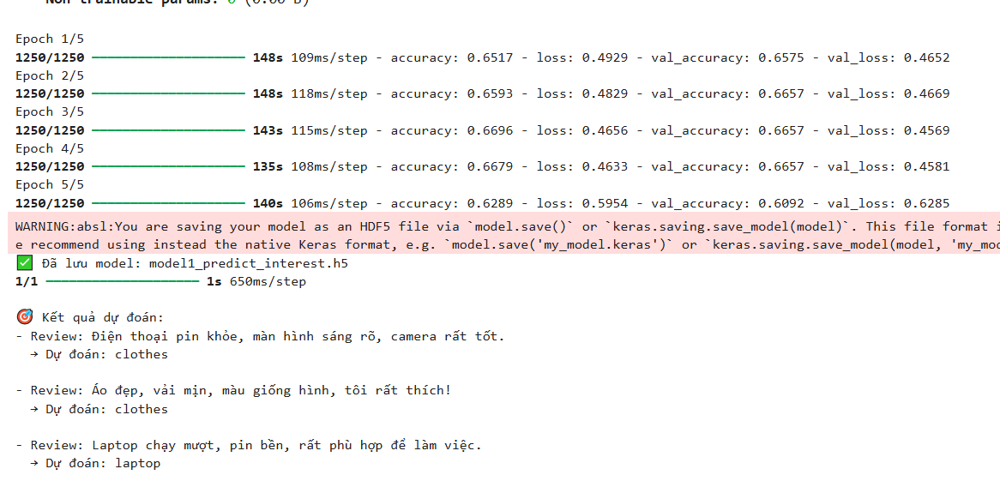 Non-trainable params: 0 (0.00 B)
Epoch 1/5
1250/1250 ━━━━━━━━━━━━━━━━━━━━ 148s 109ms/step - accuracy: 0.6517 - loss: 0.4929 - val_accuracy: 0.6575 - val_loss: 0.4652
Epoch 2/5
1250/1250 ━━━━━━━━━━━━━━━━━━━━ 148s 118ms/step - accuracy: 0.6593 - loss: 0.4829 - val_accuracy: 0.6657 - val_loss: 0.4669
Epoch 3/5
1250/1250 ━━━━━━━━━━━━━━━━━━━━ 143s 115ms/step - accuracy: 0.6696 - loss: 0.4656 - val_accuracy: 0.6657 - val_loss: 0.4569
Epoch 4/5
1250/1250 ━━━━━━━━━━━━━━━━━━━━ 135s 108ms/step - accuracy: 0.6679 - loss: 0.4633 - val_accuracy: 0.6657 - val_loss: 0.4581
Epoch 5/5
1250/1250 ━━━━━━━━━━━━━━━━━━━━ 140s 106ms/step - accuracy: 0.6289 - loss: 0.5954 - val_accuracy: 0.6092 - val_loss: 0.6285
WARNING:absl:You are saving your model as an HDF5 file via `model.save()` or `keras.saving.save_model(model)`. This file format i
e recommend using instead the native Keras format, e.g. `model.save('my_model.keras')` or `keras.saving.save_model(model, 'my_mod
✅ Đã lưu model: model1_predict_interest.h5
1/1 ━━━━━━━━━━━━━━━━━━━━ 1s 650ms/step
🎯 Kết quả dự đoán:
- Review: Điện thoại pin khỏe, màn hình sáng rõ, camera rất tốt.
→ Dự đoán: clothes
- Review: Áo đẹp, vải mịn, màu giống hình, tôi rất thích!
→ Dự đoán: clothes
- Review: Laptop chạy mượt, pin bền, rất phù hợp để làm việc.
→ Dự đoán: laptop